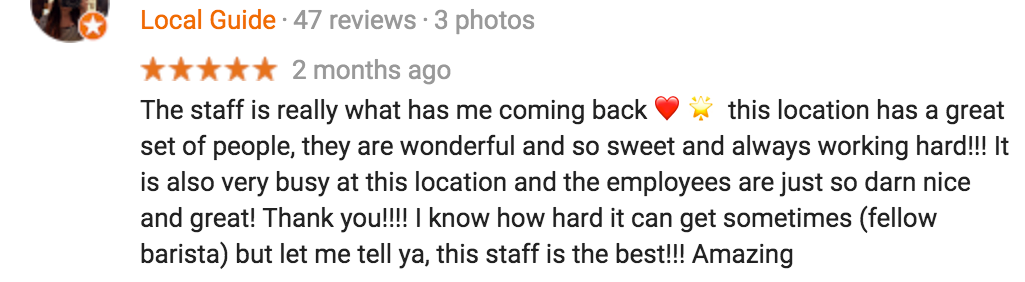 Local Guide · 47 reviews · 3 photos
★★★★★ 2 months ago
The staff is really what has me coming back ❤️ 🌟 this location has a great
set of people, they are wonderful and so sweet and always working hard!!! It
is also very busy at this location and the employees are just so darn nice
and great! Thank you!!!! I know how hard it can get sometimes (fellow
barista) but let me tell ya, this staff is the best!!! Amazing